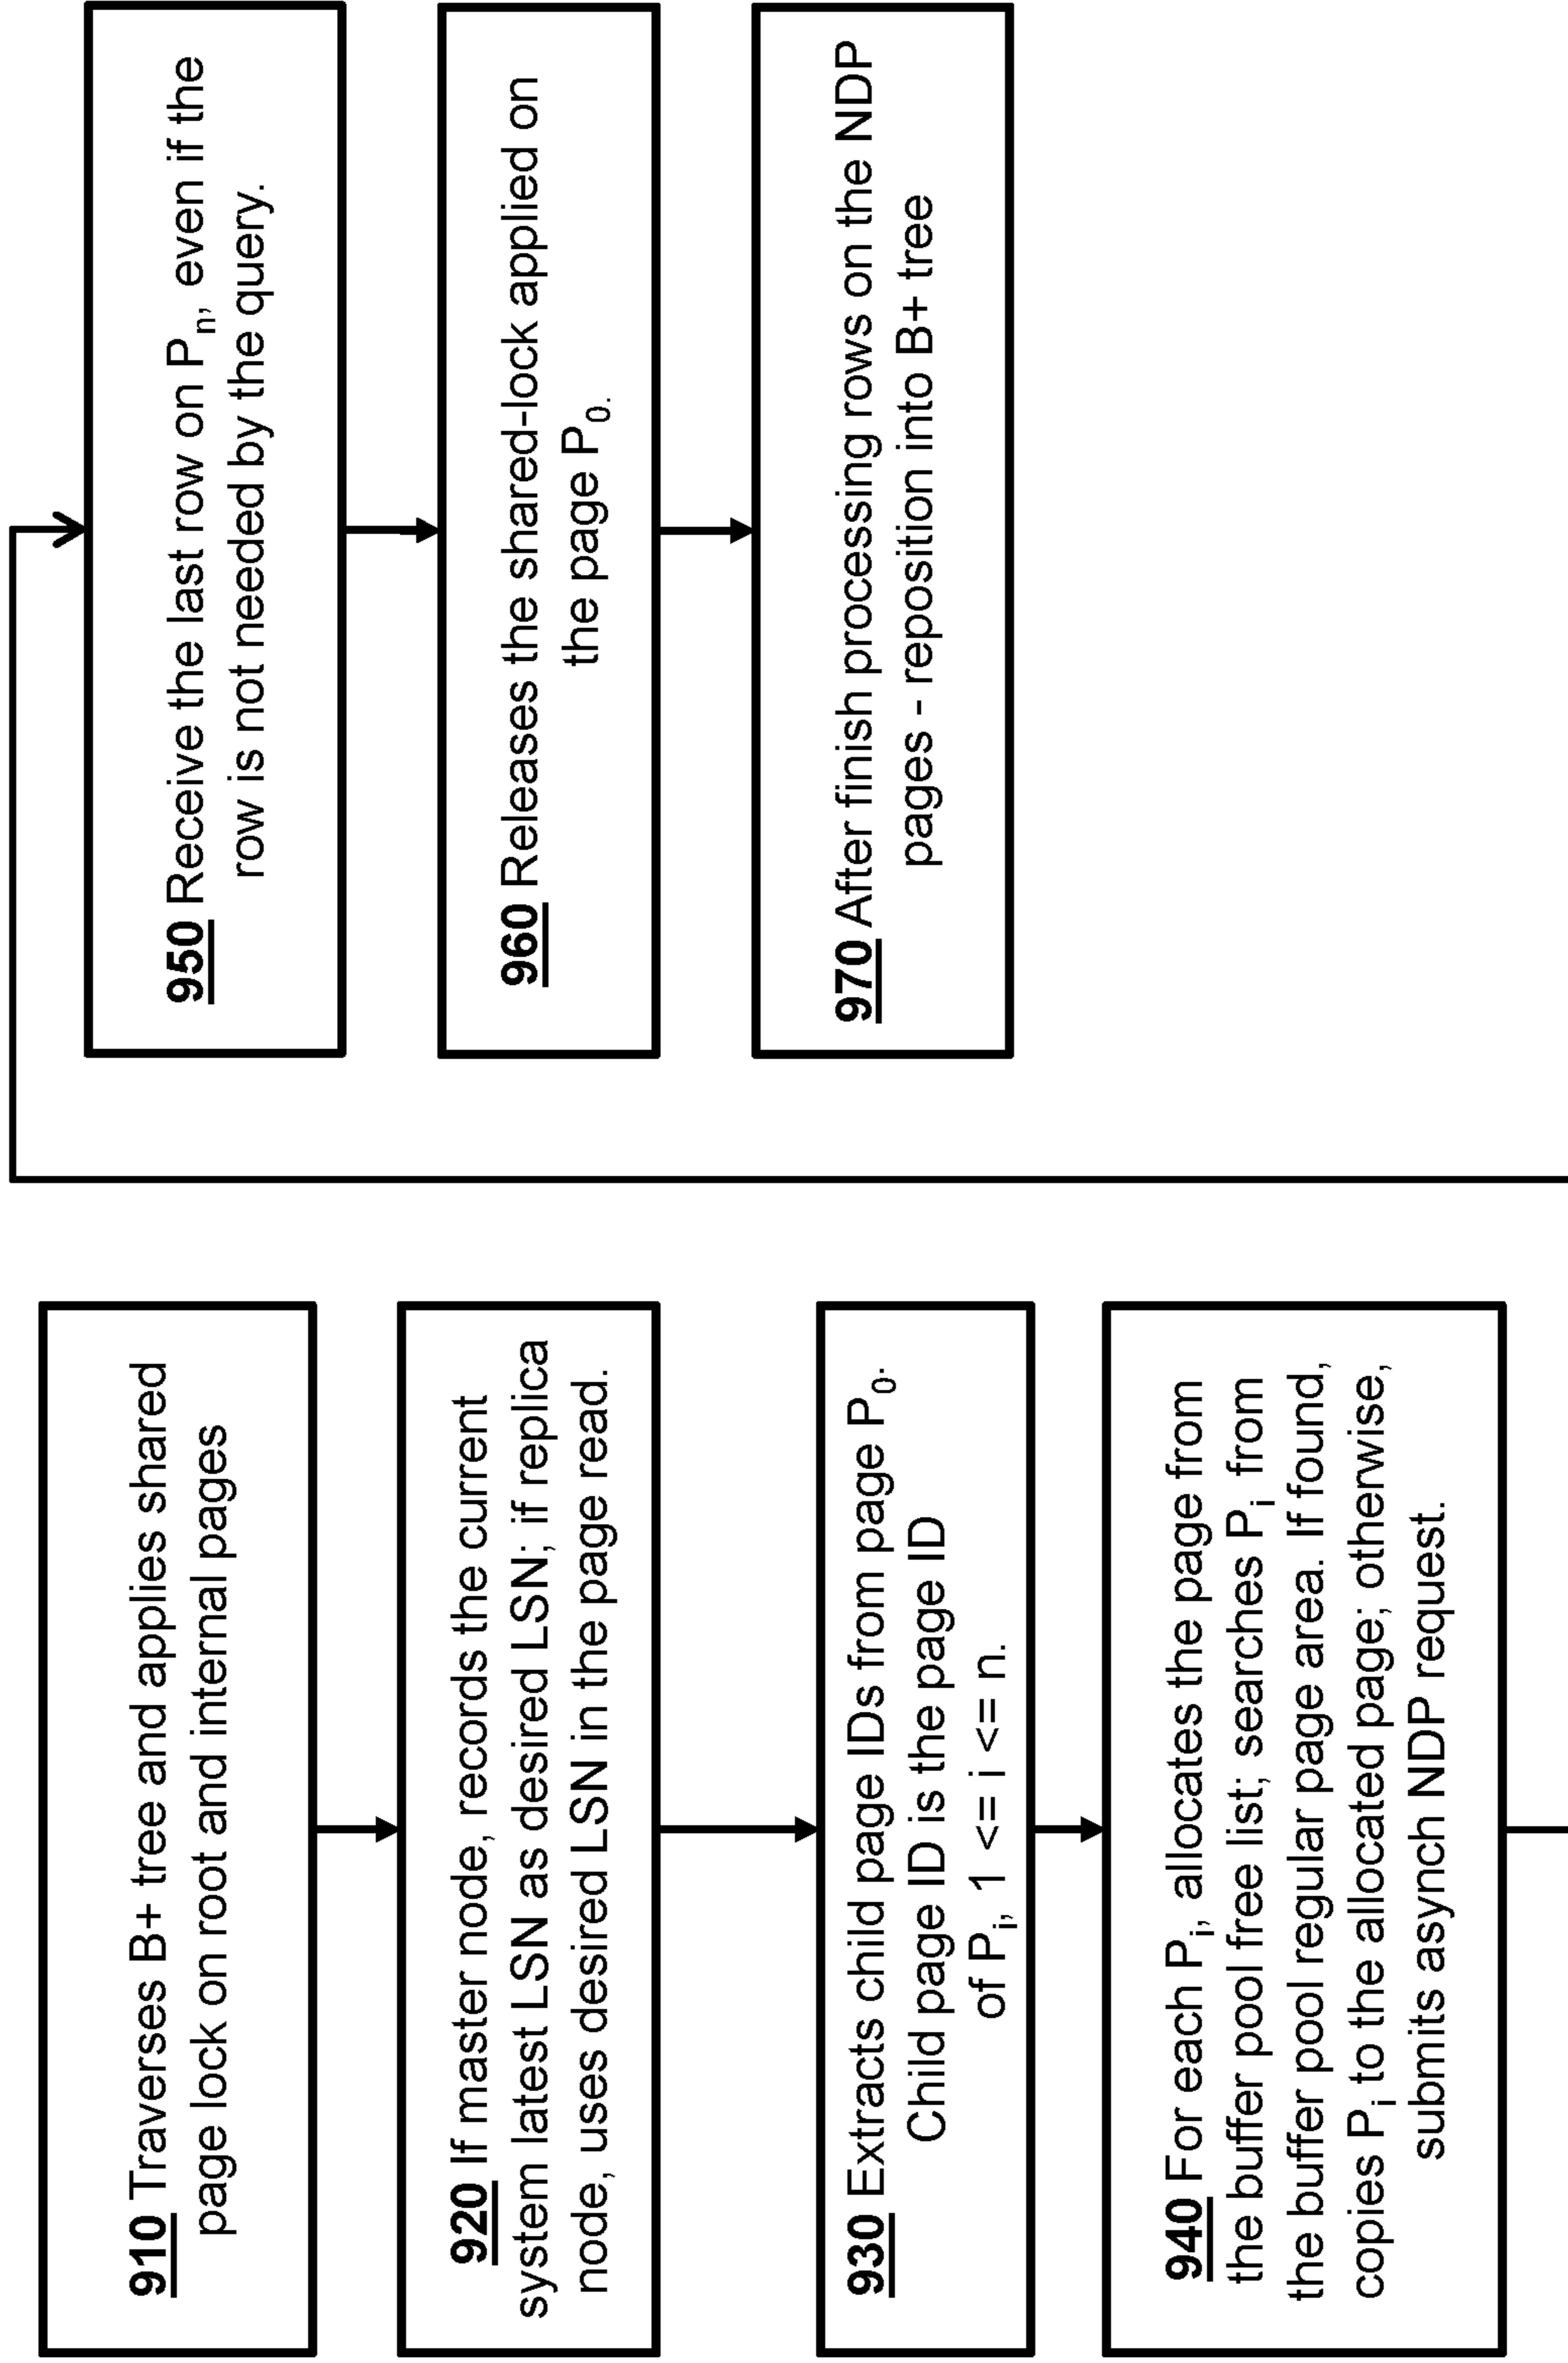 910 Traverses B+ tree and applies shared
page lock on root and internal pages
920 If master node, records the current
system latest LSN as desired LSN; if replica
node, uses desired LSN in the page read.
930 Extracts child page IDs from page P0.
Child page ID is the page ID
of Pi, 1 <= i <= n.
940 For each Pi, allocates the page from
the buffer pool free list; searches Pi from
the buffer pool regular page area. If found,
copies Pi to the allocated page; otherwise,
submits asynch NDP request.
950 Receive the last row on Pn, even if the
row is not needed by the query.
960 Releases the shared-lock applied on
the page P0.
970 After finish processing rows on the NDP
pages - reposition into B+ tree